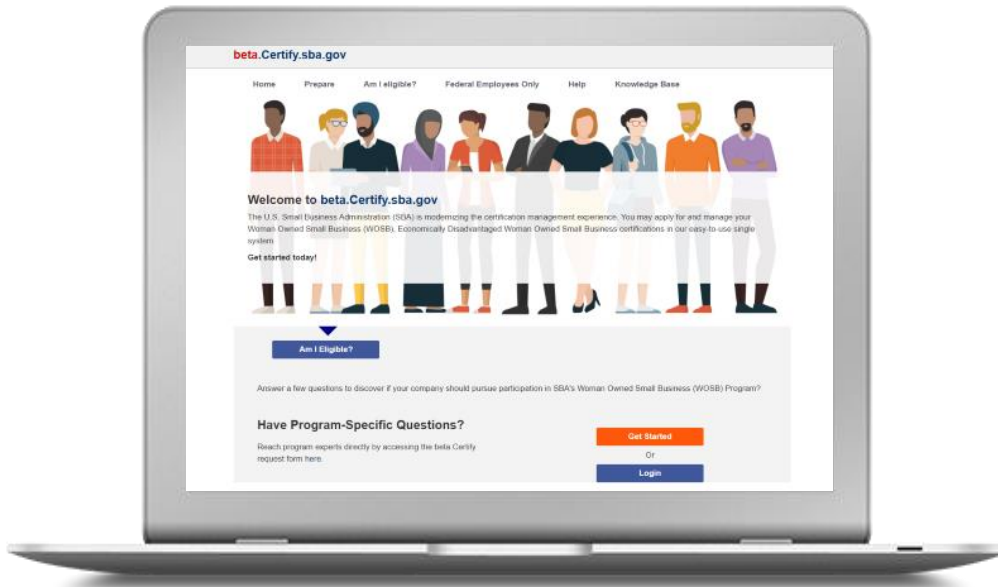 beta.Certify.sba.gov
Home Prepare Am I eligible? Federal Employees Only Help Knowledge Base
Welcome to beta.Certify.sba.gov
The U.S. Small Business Administration (SBA) is modernizing the certification management experience. You may apply for and manage your
Woman Owned Small Business (WOSB), Economically Disadvantaged Woman Owned Small Business certifications in our easy-to-use single
system.
Get started today!
Am I Eligible?
Answer a few questions to discover if your company should pursue participation in SBA's Woman Owned Small Business (WOSB) Program?
Have Program-Specific Questions?
Reach program experts directly by accessing the beta Certify
request form here.
Get Started
Or
Login